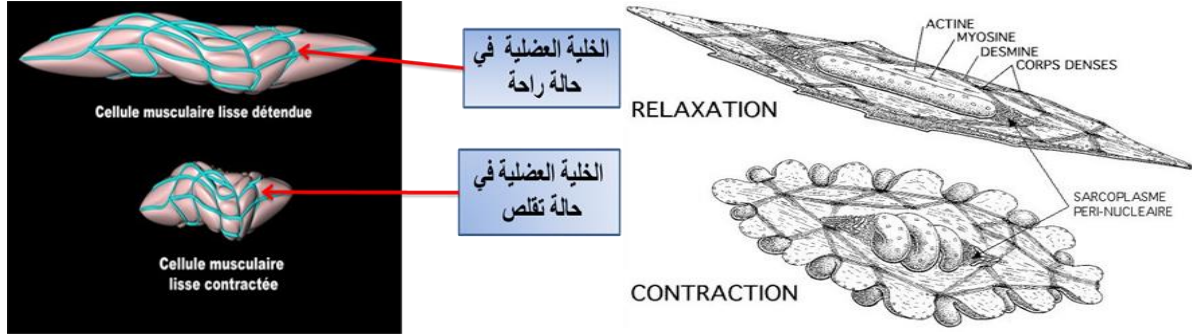 Cellule musculaire lisse détendue
الخلية العضلية في
حالة راحة
Cellule musculaire
lisse contractée
الخلية العضلية في
حالة تقلص
ACTINE
MYOSINE
DESMINE
CORPS DENSES
RELAXATION
SARCOPLASME
PERI-NUCLEAIRE
CONTRACTION